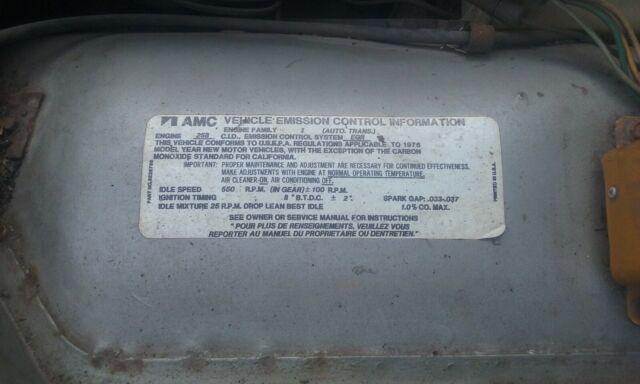 AMC VEHICLE EMISSION CONTROL INFORMATION
ENGINE FAMILY (AUTO. TRANS.)
ENGINE 258 C.I.D., EMISSION CONTROL SYSTEM EGR
THIS VEHICLE CONFORMS TO U.S.E.P.A. REGULATIONS APPLICABLE TO 1976
MODEL YEAR NEW MOTOR VEHICLES, WITH THE EXCEPTION OF THE CARBON
MONOXIDE STANDARD FOR CALIFORNIA.
IMPORTANT: PROPER MAINTENANCE AND ADJUSTMENT ARE NECESSARY FOR CONTINUED EFFECTIVENESS.
MAKE ADJUSTMENTS WITH ENGINE AT NORMAL OPERATING TEMPERATURE,
AIR CLEANER-ON, AIR CONDITIONING OFF.
IDLE SPEED 550 R.P.M. (IN GEAR) ± 100 R.P.M.
IGNITION TIMING 8° B.T.D.C. ± 2°. SPARK GAP: .033-.037
IDLE MIXTURE 25 R.P.M. DROP LEAN BEST IDLE 1.0% CO. MAX.
SEE OWNER OR SERVICE MANUAL FOR INSTRUCTIONS
"POUR PLUS DE RENSEIGNEMENTS, VEUILLEZ VOUS
REPORTER AU MANUEL DU PROPRIETAIRE OU D'ENTRETIEN."
PRINTED IN U.S.A.